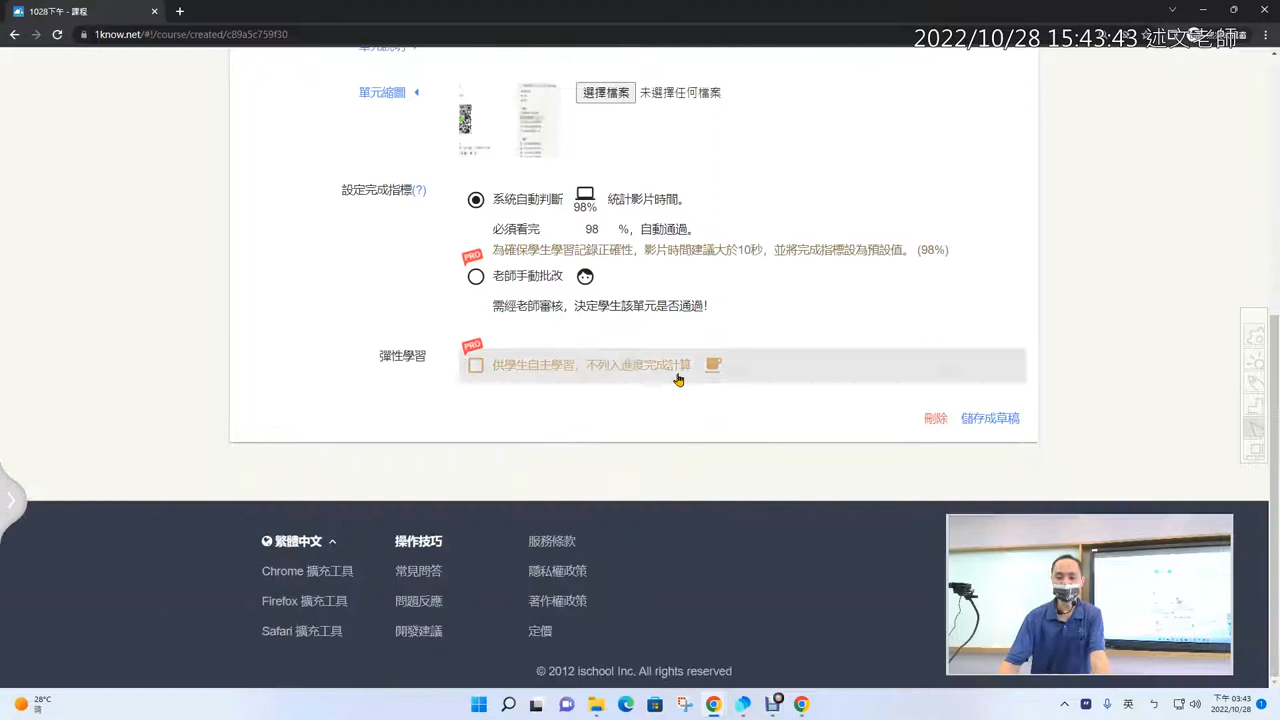 1028下午 - 課程
1know.net/#!/course/created/c89a5c759f30
2022/10/28 15:43:43 述文老師
單元縮圖
選擇檔案 未選擇任何檔案
設定完成指標(?)
系統自動判斷 98% 統計影片時間。
必須看完 98 %，自動通過。
為確保學生學習記錄正確性，影片時間建議大於10秒，並將完成指標設為預設值。 (98%)
PRO
老師手動批改
需經老師審核，決定學生該單元是否通過!
PRO
彈性學習
供學生自主學習，不列入進度完成計算
刪除 儲存成草稿
繁體中文 操作技巧 服務條款
Chrome 擴充工具 常見問答 隱私權政策
Firefox 擴充工具 問題反應 著作權政策
Safari 擴充工具 開發建議 定價
© 2012 ischool Inc. All rights reserved
28°C
英
下午 03:43
2022/10/28